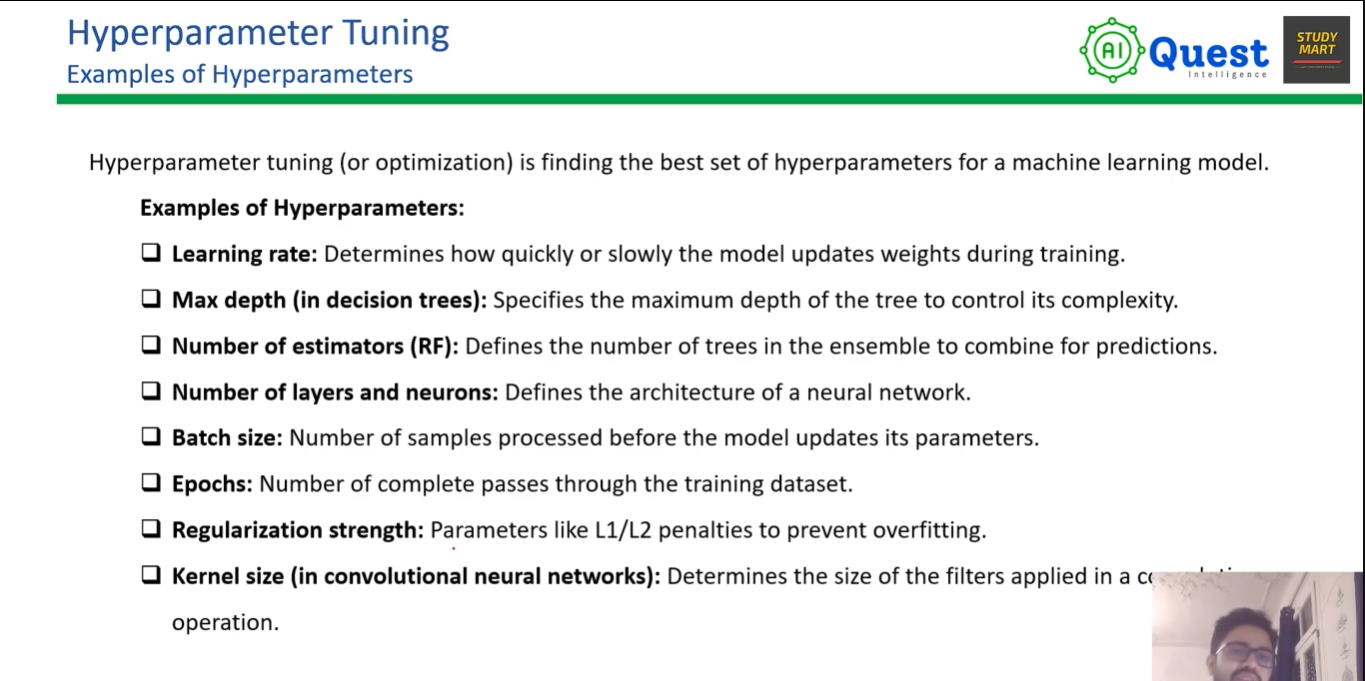 Hyperparameter Tuning
Examples of Hyperparameters
AI Quest
Intelligence
STUDY
MART
Hyperparameter tuning (or optimization) is finding the best set of hyperparameters for a machine learning model.
Examples of Hyperparameters:
❑ Learning rate: Determines how quickly or slowly the model updates weights during training.
❑ Max depth (in decision trees): Specifies the maximum depth of the tree to control its complexity.
❑ Number of estimators (RF): Defines the number of trees in the ensemble to combine for predictions.
❑ Number of layers and neurons: Defines the architecture of a neural network.
❑ Batch size: Number of samples processed before the model updates its parameters.
❑ Epochs: Number of complete passes through the training dataset.
❑ Regularization strength: Parameters like L1/L2 penalties to prevent overfitting.
❑ Kernel size (in convolutional neural networks): Determines the size of the filters applied in a
operation.